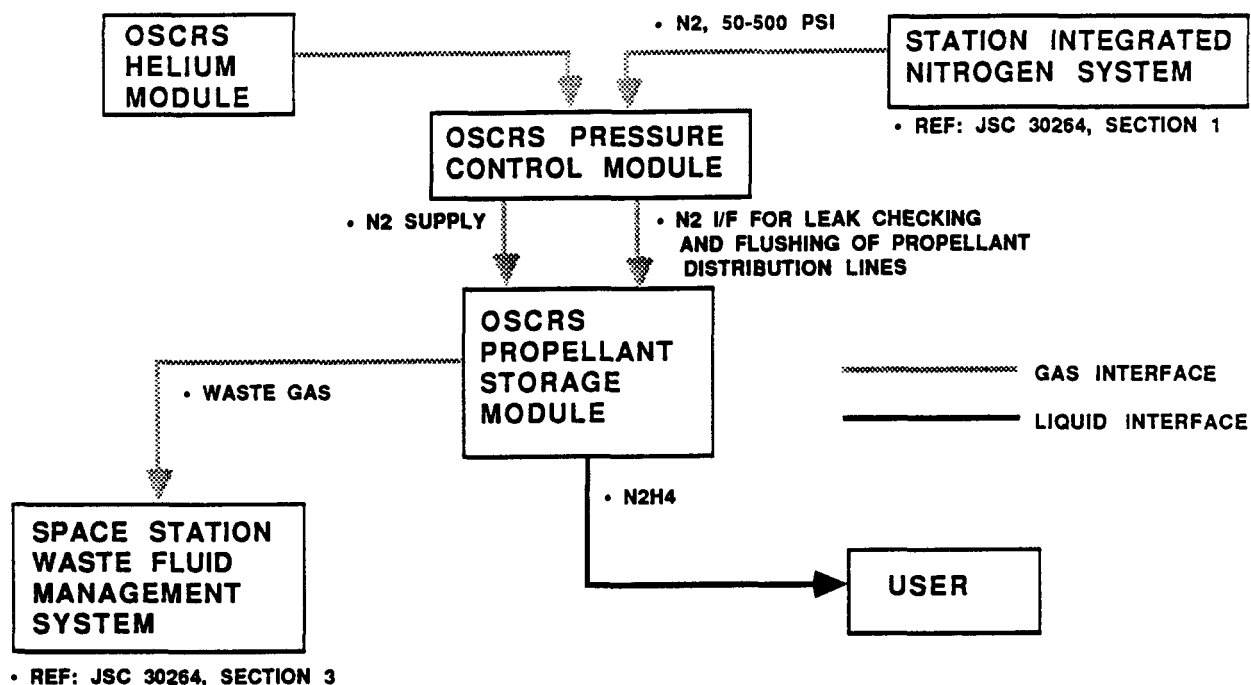 OSCRS
HELIUM
MODULE
• N2, 50-500 PSI
STATION INTEGRATED
NITROGEN SYSTEM
• REF: JSC 30264, SECTION 1
OSCRS PRESSURE
CONTROL MODULE
• N2 SUPPLY
• N2 I/F FOR LEAK CHECKING
AND FLUSHING OF PROPELLANT
DISTRIBUTION LINES
OSCRS
PROPELLANT
STORAGE
MODULE
• WASTE GAS
GAS INTERFACE
LIQUID INTERFACE
• N2H4
SPACE STATION
WASTE FLUID
MANAGEMENT
SYSTEM
USER
• REF: JSC 30264, SECTION 3